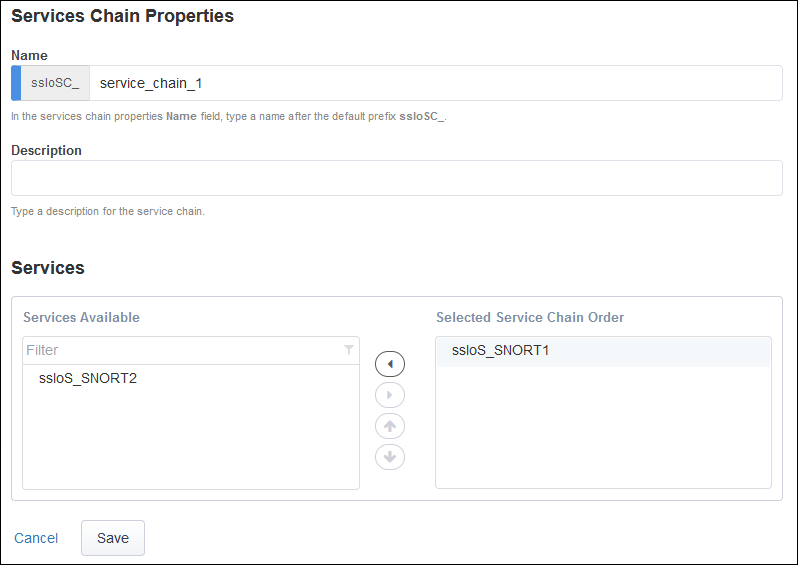 Services Chain Properties
Name
ssloSC_ service_chain_1
In the services chain properties Name field, type a name after the default prefix ssloSC_.
Description
Type a description for the service chain.
Services
Services Available
Selected Service Chain Order
Filter
ssloS_SNORT1
ssloS_SNORT2
Cancel
Save